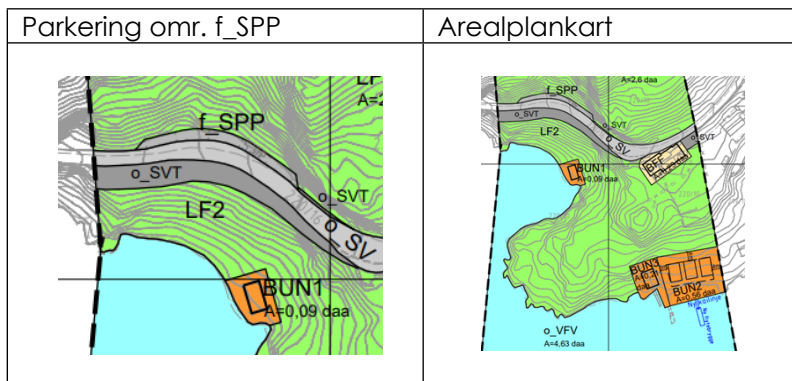 Parkering omr. f_SPP
Arealplankart
f_SPP
o_SVT
o_SVT
LF2
o_SV
BUN1
A=0,09 daa
A=2,6 daa
f_SPP
o_SVT
o_SVT
LF2
o_SV
o_SVT
BFF
BUN1
A=0,09 daa
BUN3
BUN2
A=0,56 daa
o_VFV
A=4,63 daa